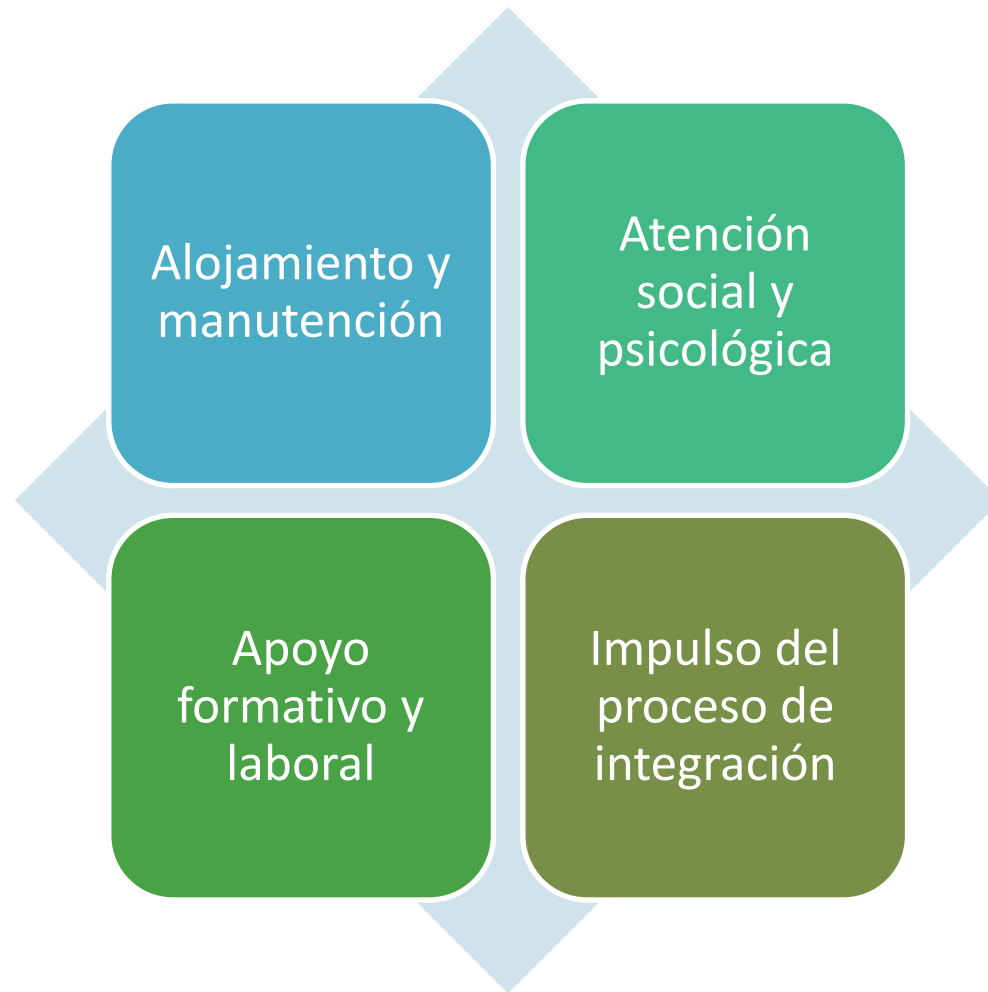 Alojamiento y
manutención
Atención
social y
psicológica
Apoyo
formativo y
laboral
Impulso del
proceso de
integración